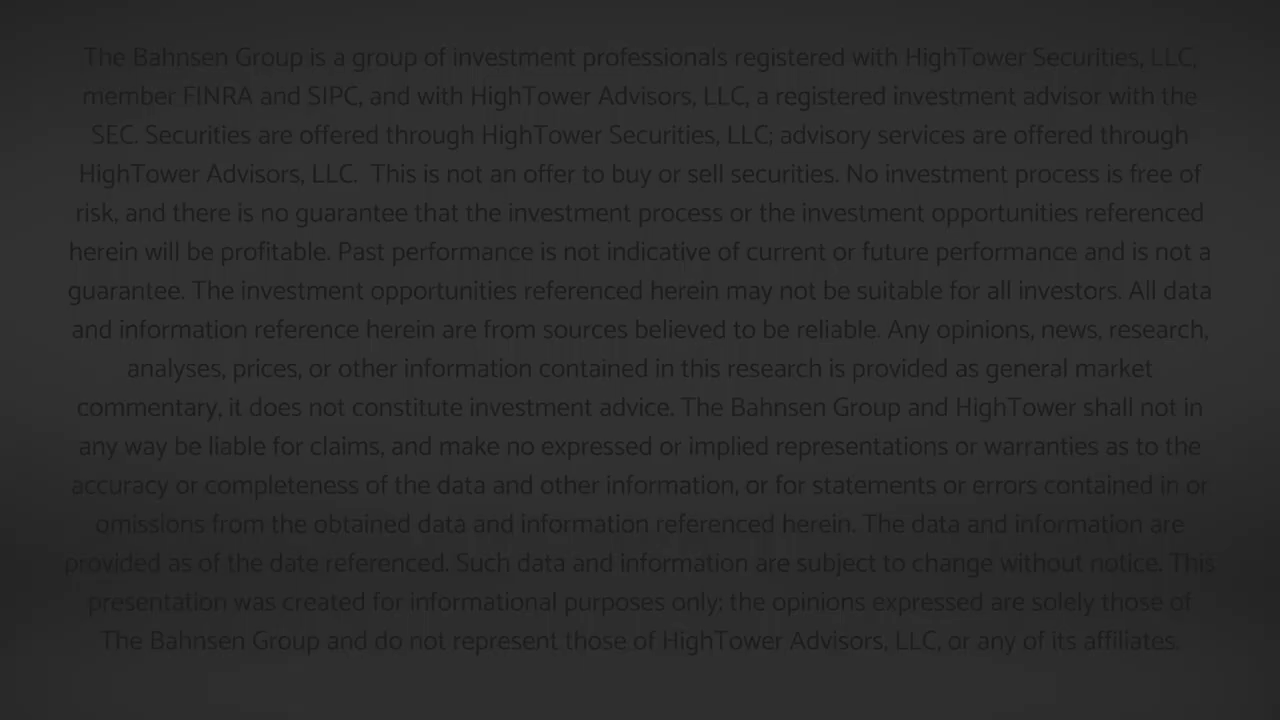 The Bahnsen Group is a group of investment professionals registered with HighTower Securities, LLC,
member FINRA and SIPC, and with HighTower Advisors, LLC, a registered investment advisor with the
SEC. Securities are offered through HighTower Securities, LLC; advisory services are offered through
HighTower Advisors, LLC.  This is not an offer to buy or sell securities. No investment process is free of
risk, and there is no guarantee that the investment process or the investment opportunities referenced
herein will be profitable. Past performance is not indicative of current or future performance and is not a
guarantee. The investment opportunities referenced herein may not be suitable for all investors. All data
and information reference herein are from sources believed to be reliable. Any opinions, news, research,
analyses, prices, or other information contained in this research is provided as general market
commentary, it does not constitute investment advice. The Bahnsen Group and HighTower shall not in
any way be liable for claims, and make no expressed or implied representations or warranties as to the
accuracy or completeness of the data and other information, or for statements or errors contained in or
omissions from the obtained data and information referenced herein. The data and information are
provided as of the date referenced. Such data and information are subject to change without notice. This
presentation was created for informational purposes only; the opinions expressed are solely those of
The Bahnsen Group and do not represent those of HighTower Advisors, LLC, or any of its affiliates.